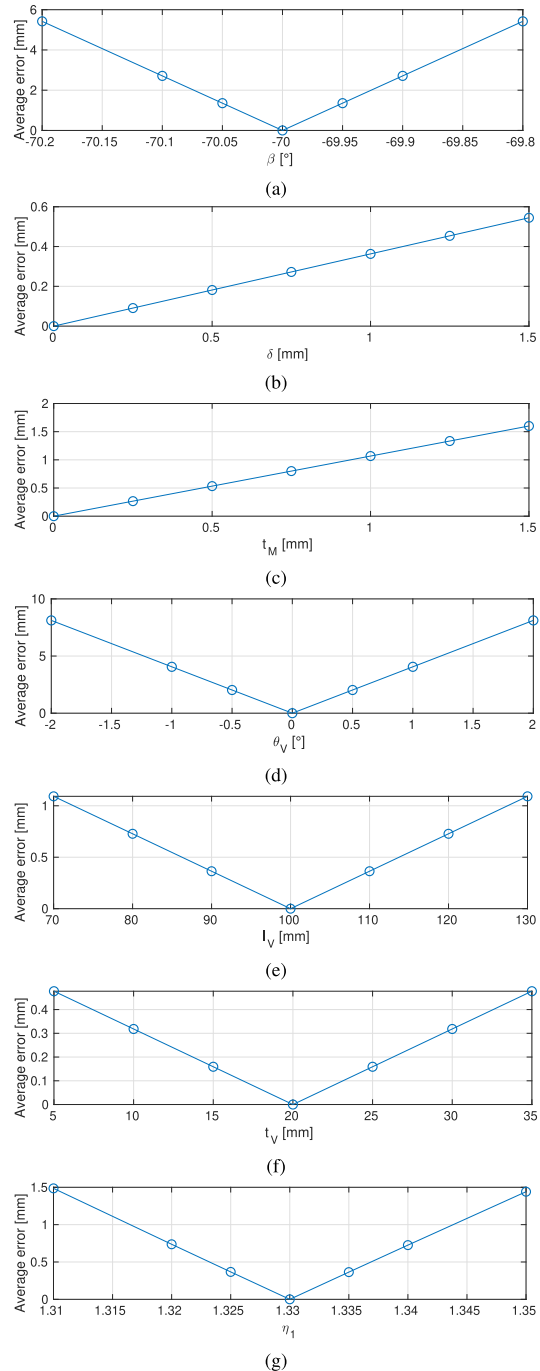 6
4
2
0
Average error [mm]
-70.2 -70.1 -70.05 -70 -69.95 -69.9 -69.85 -69.8
β [°]
(a)
0.6
0.4
0.2
0
Average error [mm]
0 0.5 1 1.5
δ [mm]
(b)
2
1.5
1
0.5
0
Average error [mm]
0 0.5 1 1.5
t_M [mm]
(c)
10
5
0
Average error [mm]
-2 -1.5 -1 -0.5 0 0.5 1 1.5 2
θ_V [°]
(d)
1
0.5
0
Average error [mm]
70 80 90 100 110 120 130
l_V [mm]
(e)
0.4
0.3
0.2
0.1
0
Average error [mm]
5 10 15 20 25 30 35
t_V [mm]
(f)
1.5
1
0.5
0
Average error [mm]
1.31 1.315 1.32 1.325 1.33 1.335 1.34 1.345 1.35
η_1
(g)